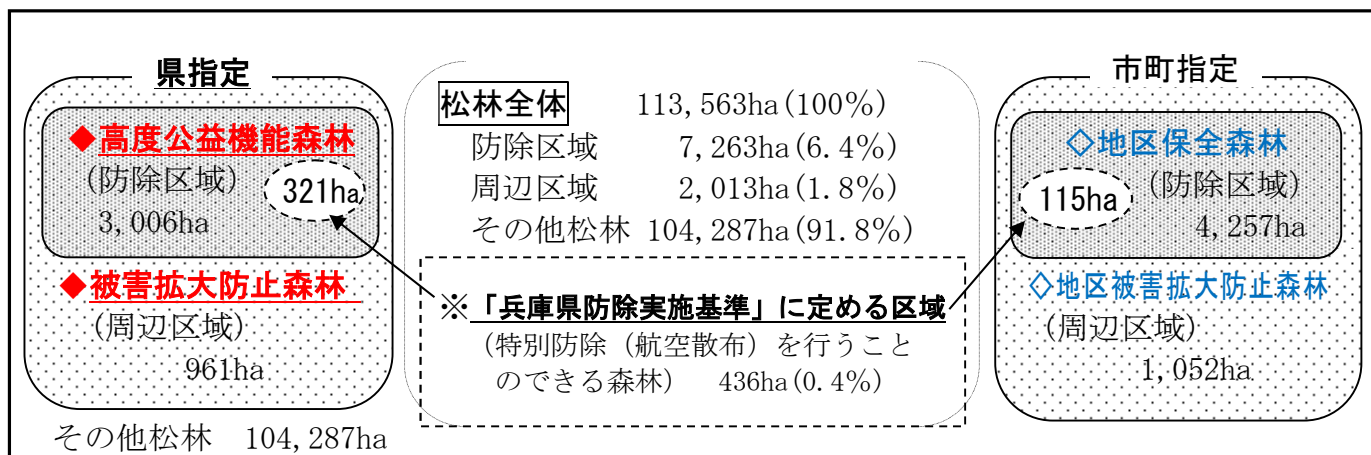 県指定
◆高度公益機能森林
(防除区域)
3,006ha
321ha
◆被害拡大防止森林
(周辺区域)
961ha
その他松林 104,287ha
松林全体 113,563ha(100%)
防除区域 7,263ha(6.4%)
周辺区域 2,013ha(1.8%)
その他松林 104,287ha(91.8%)
※「兵庫県防除実施基準」に定める区域
(特別防除(航空散布)を行うこと
のできる森林) 436ha(0.4%)
市町指定
◇地区保全森林
(防除区域)
115ha
4,257ha
◇地区被害拡大防止森林
(周辺区域)
1,052ha